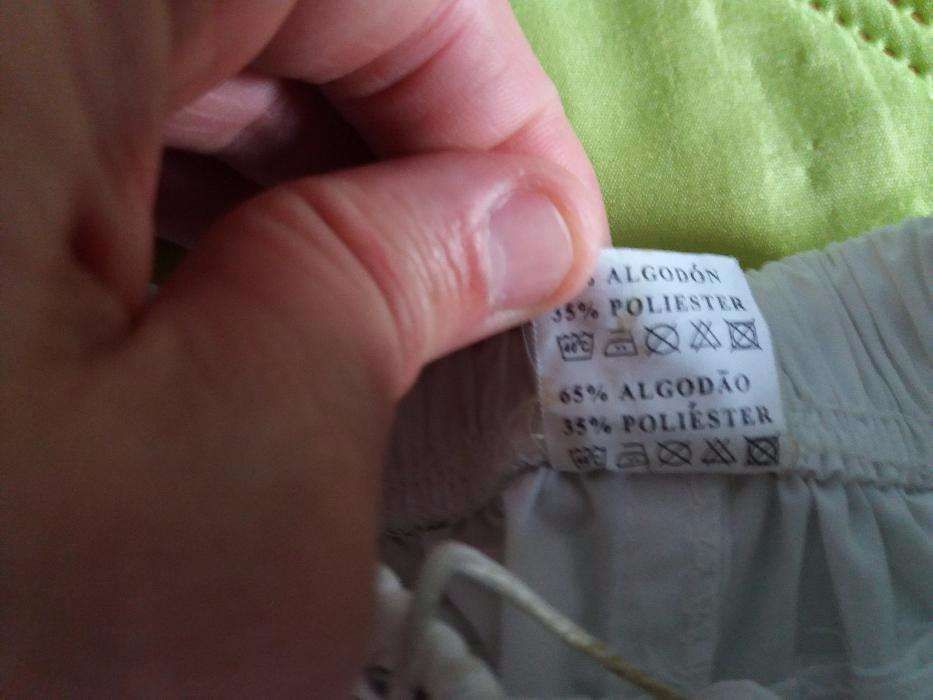 ALGODÓN
35% POLIESTER
65% ALGODÃO
35% POLIÉSTER